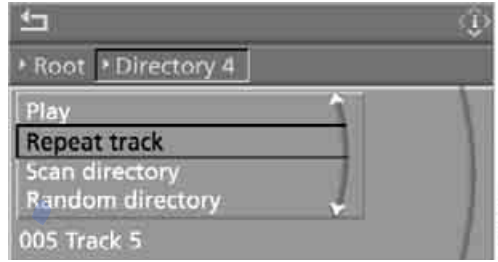 Root Directory 4
Play
Repeat track
Scan directory
Random directory
005 Track 5